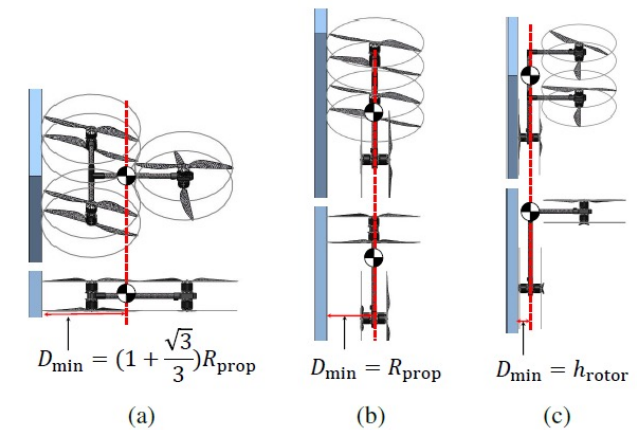 D_min = (1 + √3/3)R_prop
D_min = R_prop
D_min = h_rotor
(a)
(b)
(c)